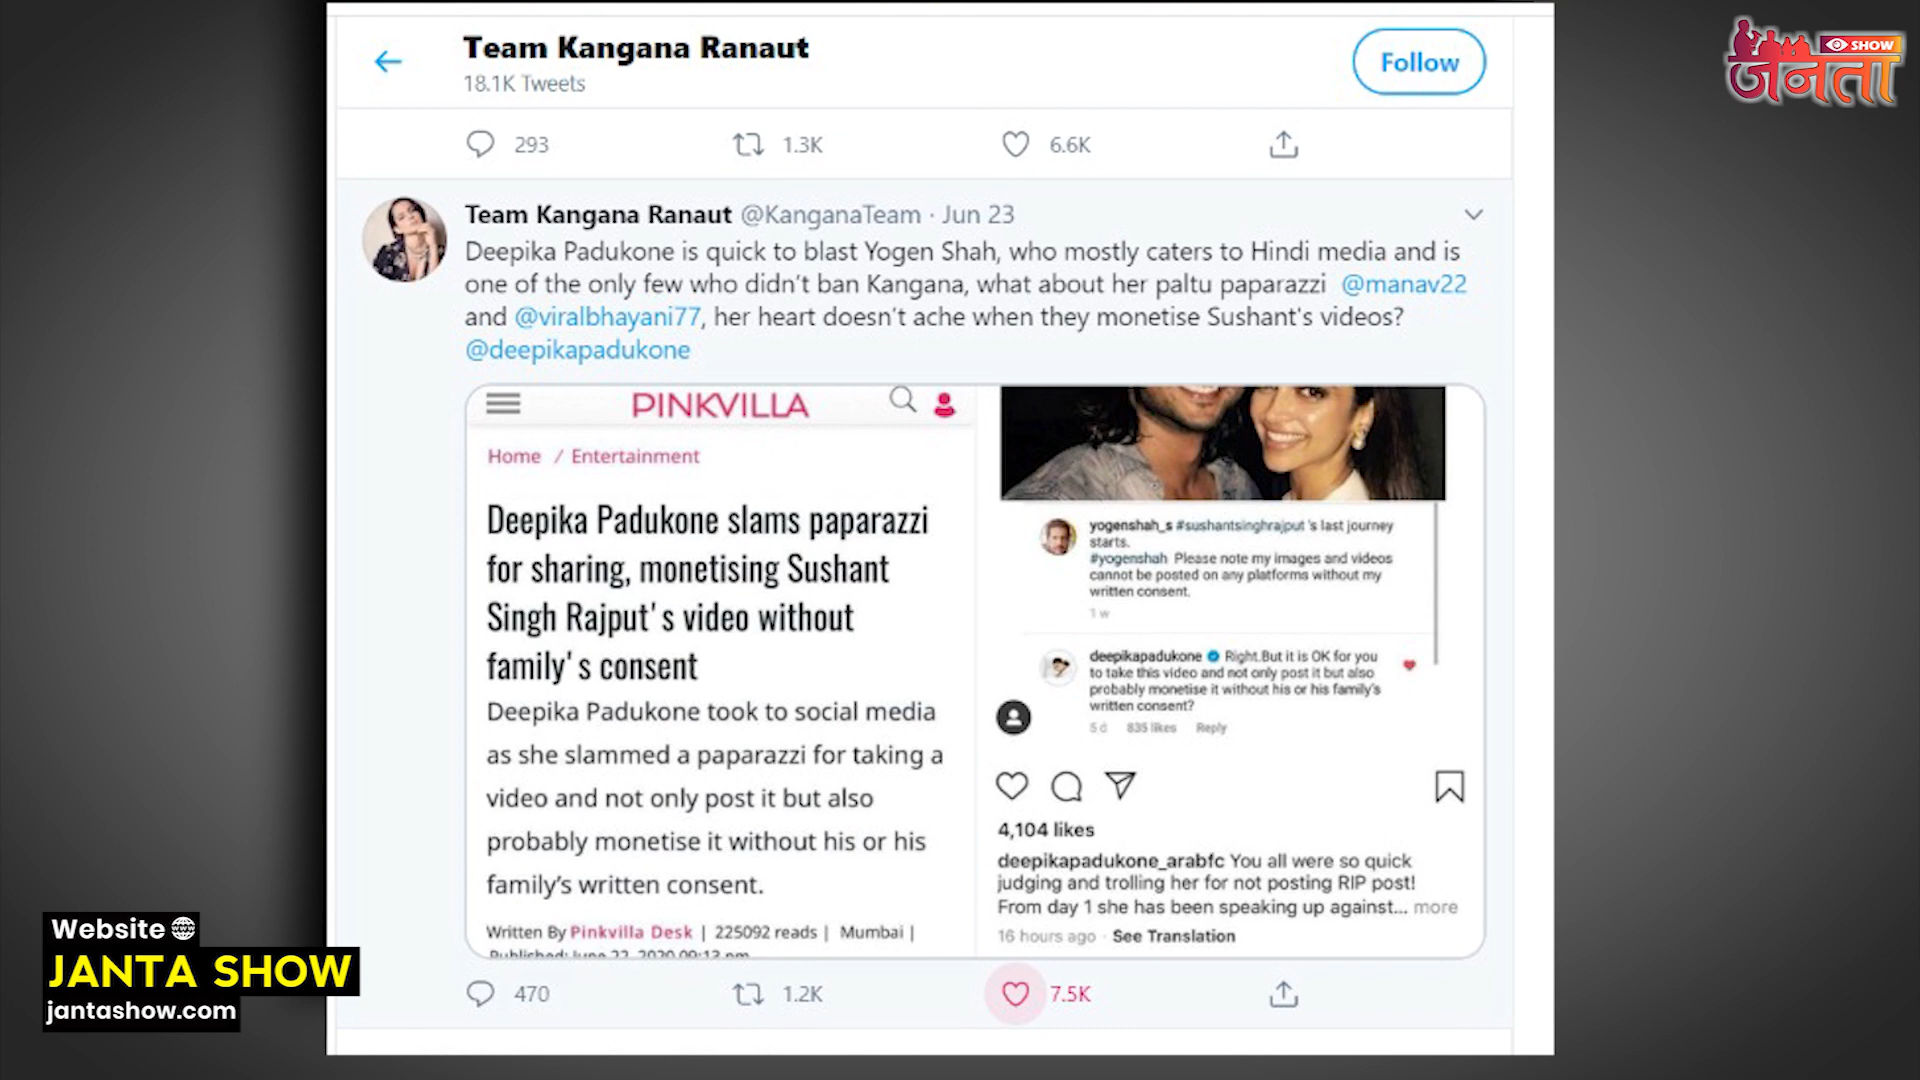 Team Kangana Ranaut
18.1K Tweets
Follow
SHOW
जनता
293
1.3K
6.6K
Team Kangana Ranaut @KanganaTeam · Jun 23
Deepika Padukone is quick to blast Yogen Shah, who mostly caters to Hindi media and is
one of the only few who didn't ban Kangana, what about her paltu paparazzi @manav22
and @viralbhayani77, her heart doesn't ache when they monetise Sushant's videos?
@deepikapadukone
PINKVILLA
Home / Entertainment
Deepika Padukone slams paparazzi
for sharing, monetising Sushant
Singh Rajput's video without
family's consent
Deepika Padukone took to social media
as she slammed a paparazzi for taking a
video and not only post it but also
probably monetise it without his or his
family's written consent.
Written By Pinkvilla Desk | 225092 reads | Mumbai |
Published: June 22, 2020 09:13 pm
yogenshah_s #sushantsinghrajput 's last journey
starts.
#yogenshah Please note my images and videos
cannot be posted on any platforms without my
written consent.
1 w
deepikapadukone Right.But it is OK for you
to take this video and not only post it but also
probably monetise it without his or his family's
written consent?
5 d 835 likes Reply
4,104 likes
deepikapadukone_arabfc You all were so quick
judging and trolling her for not posting RIP post!
From day 1 she has been speaking up against... more
16 hours ago · See Translation
470
1.2K
7.5K
Website
JANTA SHOW
jantashow.com